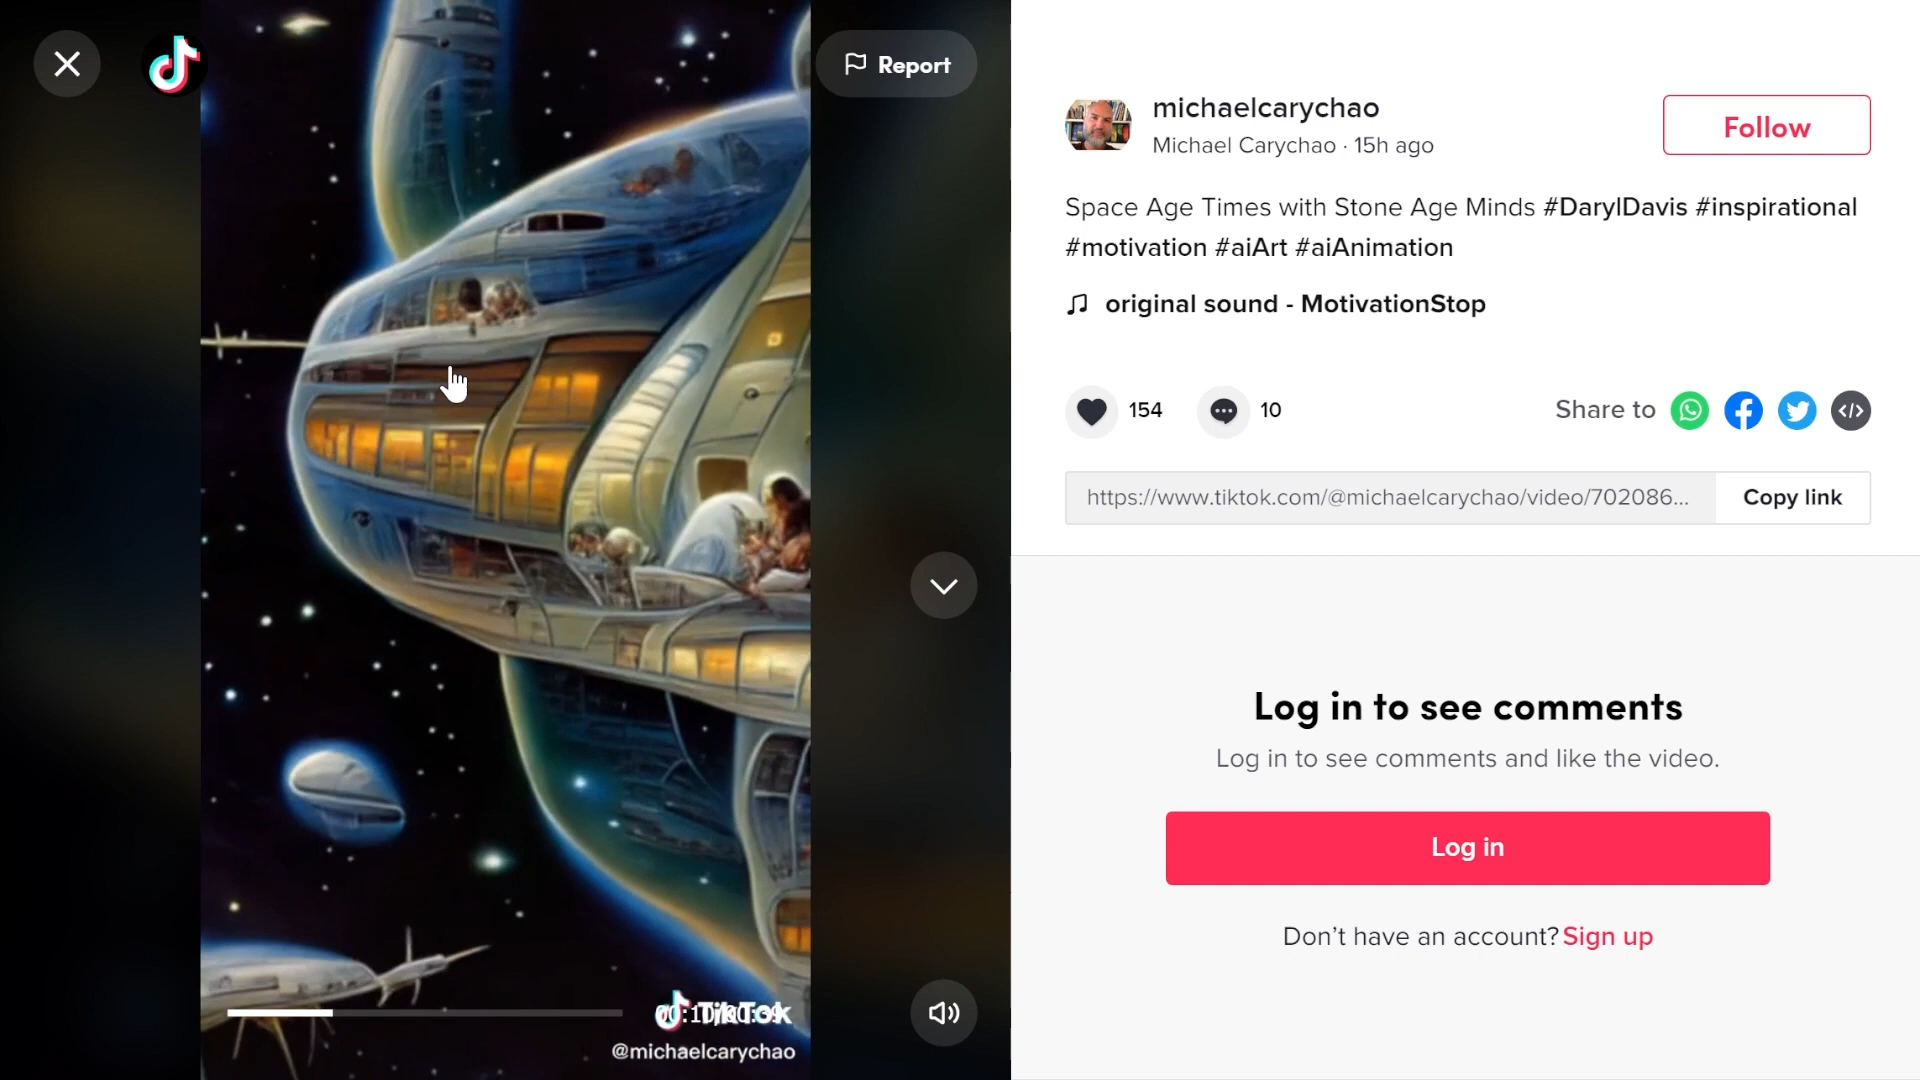 Report
michaelcarychao
Michael Carychao · 15h ago
Follow
Space Age Times with Stone Age Minds #DarylDavis #inspirational
#motivation #aiArt #aiAnimation
original sound - MotivationStop
154
10
Share to
https://www.tiktok.com/@michaelcarychao/video/702086...
Copy link
Log in to see comments
Log in to see comments and like the video.
Log in
Don’t have an account? Sign up
TikTok
@michaelcarychao